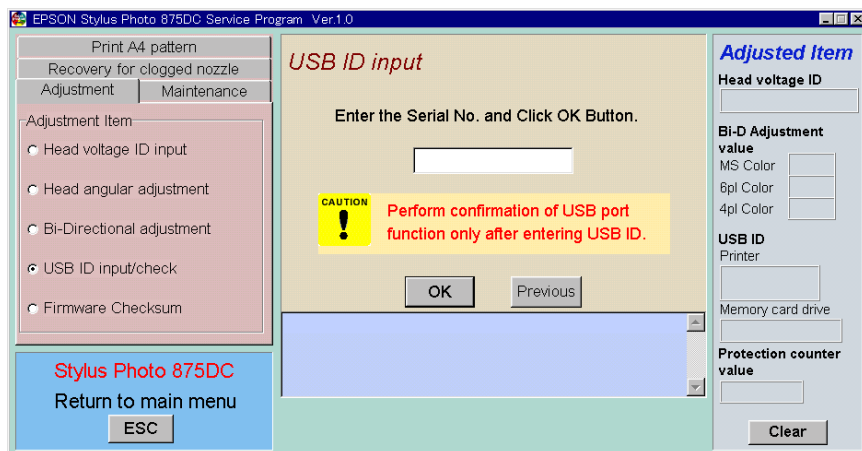 EPSON Stylus Photo 875DC Service Program Ver.1.0
Print A4 pattern
Recovery for clogged nozzle
Adjustment
Maintenance
Adjustment Item
Head voltage ID input
Head angular adjustment
Bi-Directional adjustment
USB ID input/check
Firmware Checksum
Stylus Photo 875DC
Return to main menu
ESC
USB ID input
Enter the Serial No. and Click OK Button.
CAUTION
!
Perform confirmation of USB port
function only after entering USB ID.
OK
Previous
Adjusted Item
Head voltage ID
Bi-D Adjustment
value
MS Color
6pl Color
4pl Color
USB ID
Printer
Memory card drive
Protection counter
value
Clear